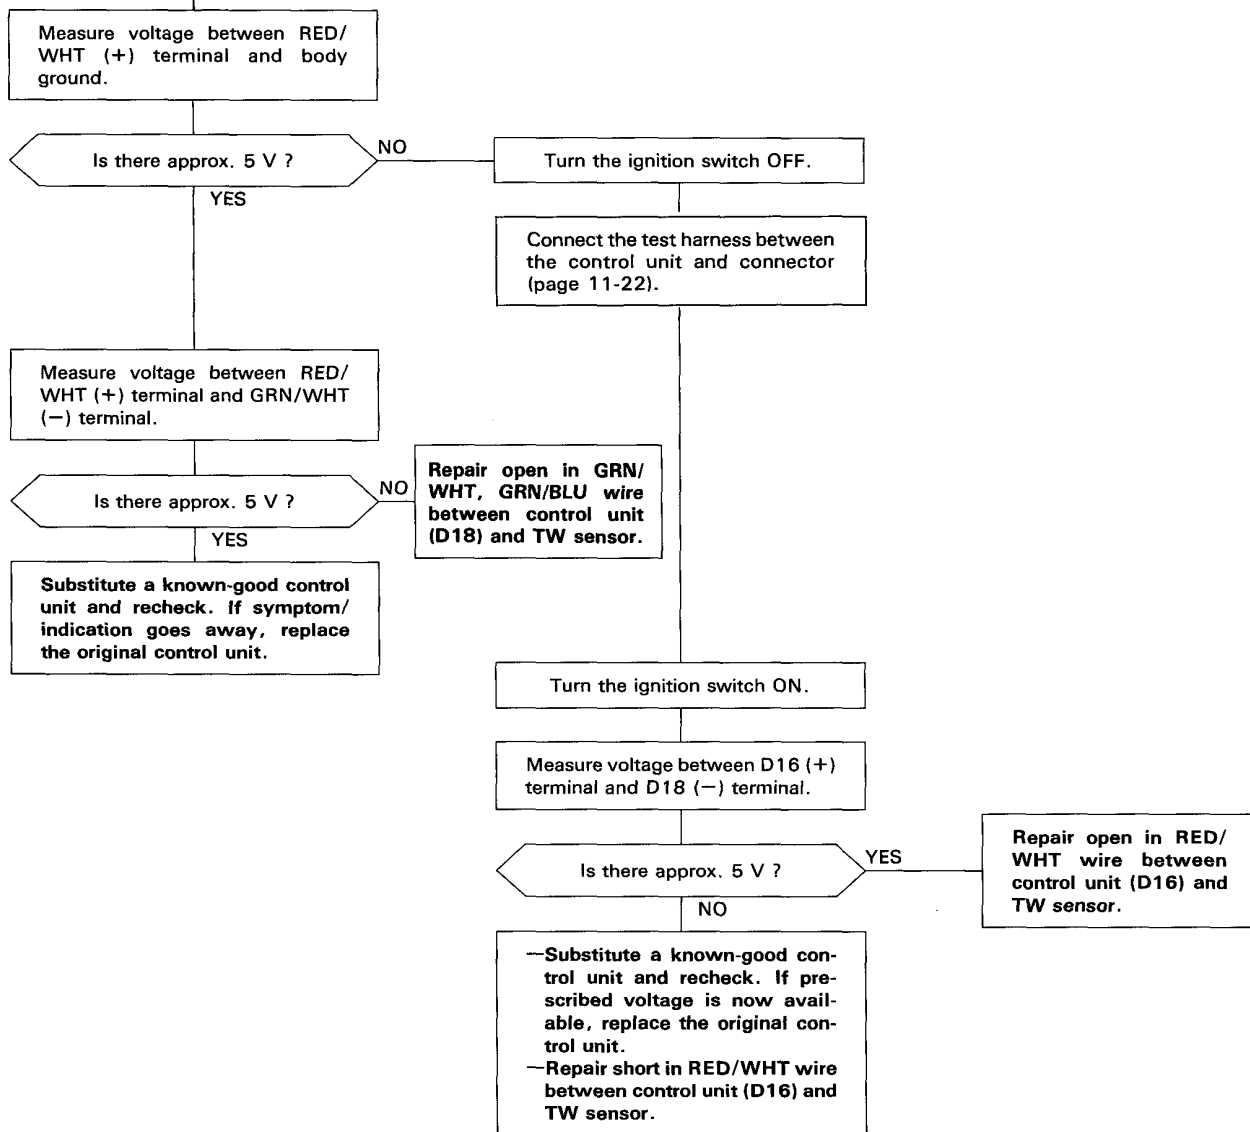 Measure voltage between RED/
WHT (+) terminal and body
ground.
Is there approx. 5 V ?
NO
YES
Turn the ignition switch OFF.
Connect the test harness between
the control unit and connector
(page 11-22).
Measure voltage between RED/
WHT (+) terminal and GRN/WHT
(−) terminal.
Is there approx. 5 V ?
NO
YES
Repair open in GRN/
WHT, GRN/BLU wire
between control unit
(D18) and TW sensor.
Substitute a known-good control
unit and recheck. If symptom/
indication goes away, replace
the original control unit.
Turn the ignition switch ON.
Measure voltage between D16 (+)
terminal and D18 (−) terminal.
Is there approx. 5 V ?
YES
NO
Repair open in RED/
WHT wire between
control unit (D16) and
TW sensor.
—Substitute a known-good con-
trol unit and recheck. If pre-
scribed voltage is now avail-
able, replace the original con-
trol unit.
—Repair short in RED/WHT wire
between control unit (D16) and
TW sensor.